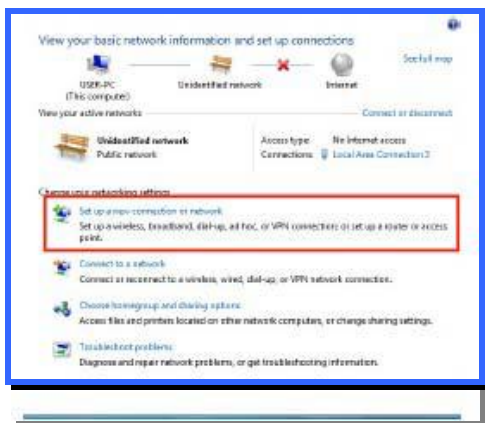 View your basic network information and set up connections
See full map
USER-PC
(This computer)
Unidentified network
Internet
View your active networks
Connect or disconnect
Unidentified network
Public network
Access type: No Internet access
Connections: Local Area Connection 3
Change your networking settings
Set up a new connection or network
Set up a wireless, broadband, dial-up, ad hoc, or VPN connection; or set up a router or access
point.
Connect to a network
Connect or reconnect to a wireless, wired, dial-up, or VPN network connection.
Choose homegroup and sharing options
Access files and printers located on other network computers, or change sharing settings.
Troubleshoot problems
Diagnose and repair network problems, or get troubleshooting information.